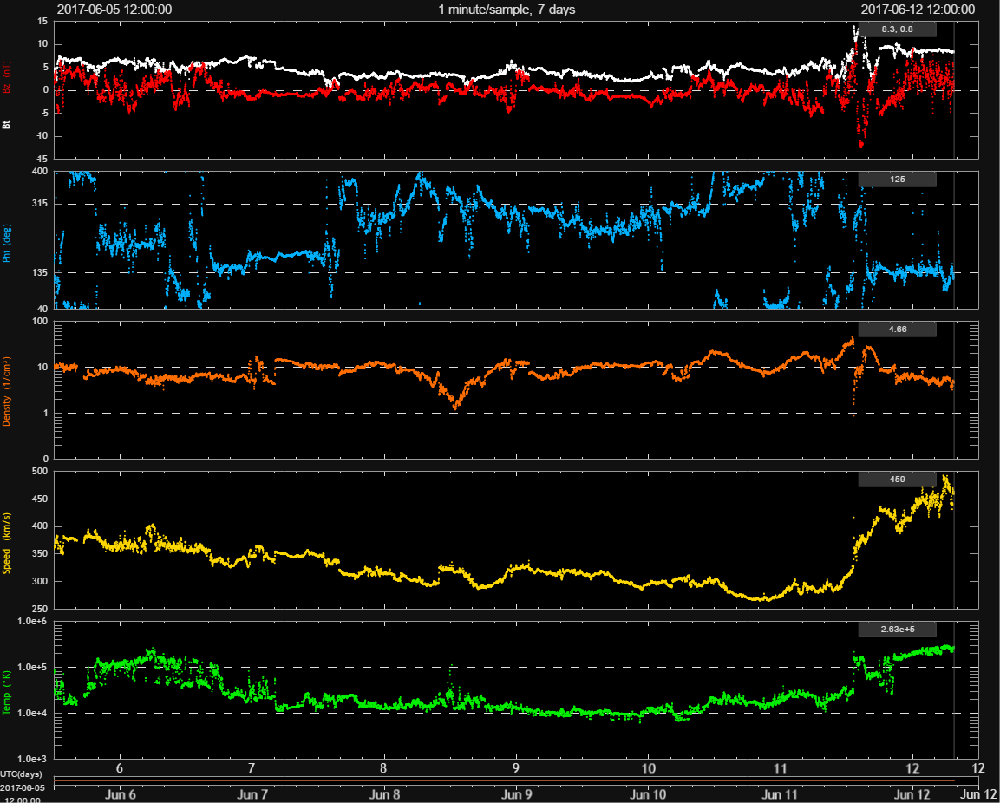 2017-06-05 12:00:00 1 minute/sample, 7 days 2017-06-12 12:00:00
15
10
5
0
5
10
15
Bt Bz (nT)
8.3, 0.8
400
315
135
40
Phi (deg)
125
100
10
1
0
Density (1/cm³)
4.66
500
450
400
350
300
250
Speed (km/s)
459
1.0e+6
1.0e+5
1.0e+4
1.0e+3
Temp (°K)
2.63e+5
6 7 8 9 10 11 12 12
UTC(days)
2017-06-05
12:00:00
Jun 6 Jun 7 Jun 8 Jun 9 Jun 10 Jun 11 Jun 12 Jun 12